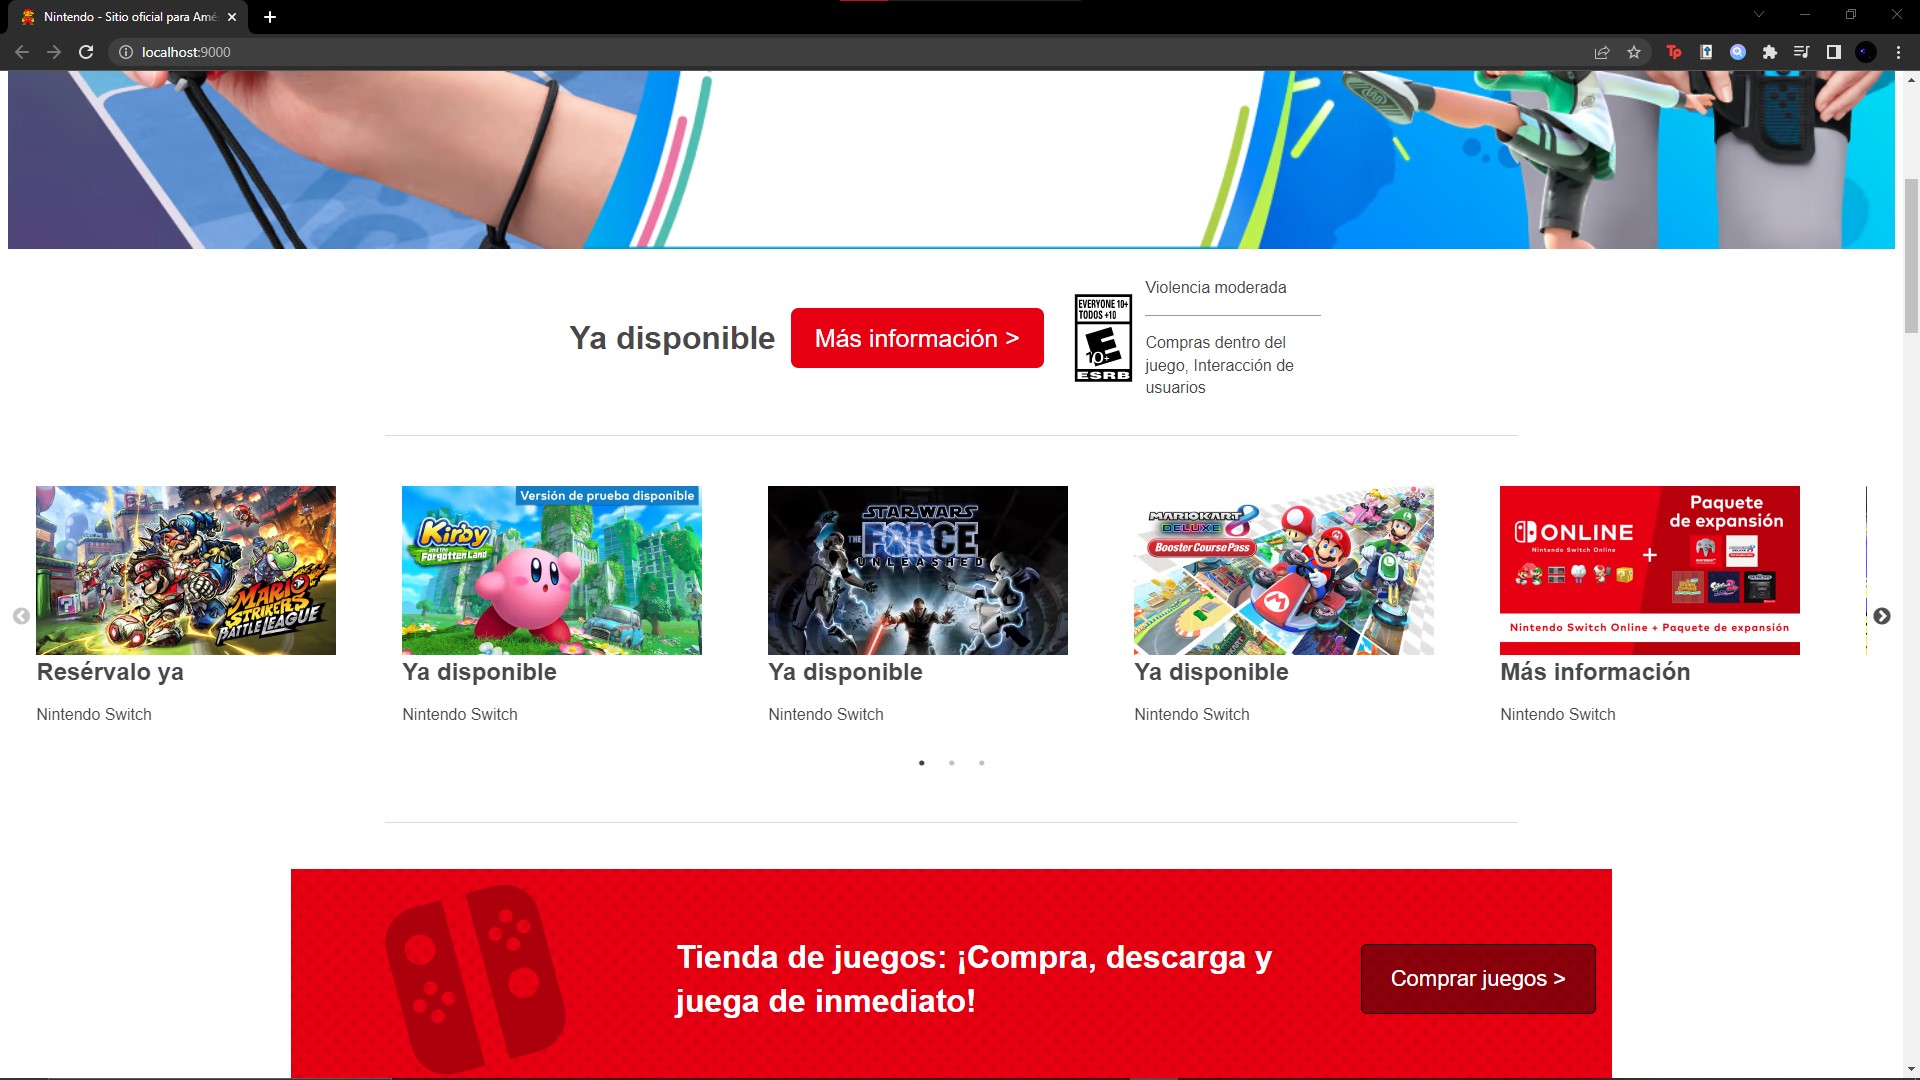 Nintendo - Sitio oficial para Amé
localhost:9000
Violencia moderada
EVERYONE 10+
TODOS +10
E
10+
ESRB
Ya disponible
Más información >
Compras dentro del
juego, Interacción de
usuarios
MARIO
STRIKERS
BATTLE LEAGUE
Resérvalo ya
Nintendo Switch
Versión de prueba disponible
Kirby
and the
Forgotten Land
Ya disponible
Nintendo Switch
STAR WARS
THE FORCE
UNLEASHED
Ya disponible
Nintendo Switch
MARIOKART 8
DELUXE
Booster Course Pass
Ya disponible
Nintendo Switch
ONLINE
Nintendo Switch Online
+
Paquete
de expansión
Nintendo Switch Online + Paquete de expansión
Más información
Nintendo Switch
Tienda de juegos: ¡Compra, descarga y
juega de inmediato!
Comprar juegos >